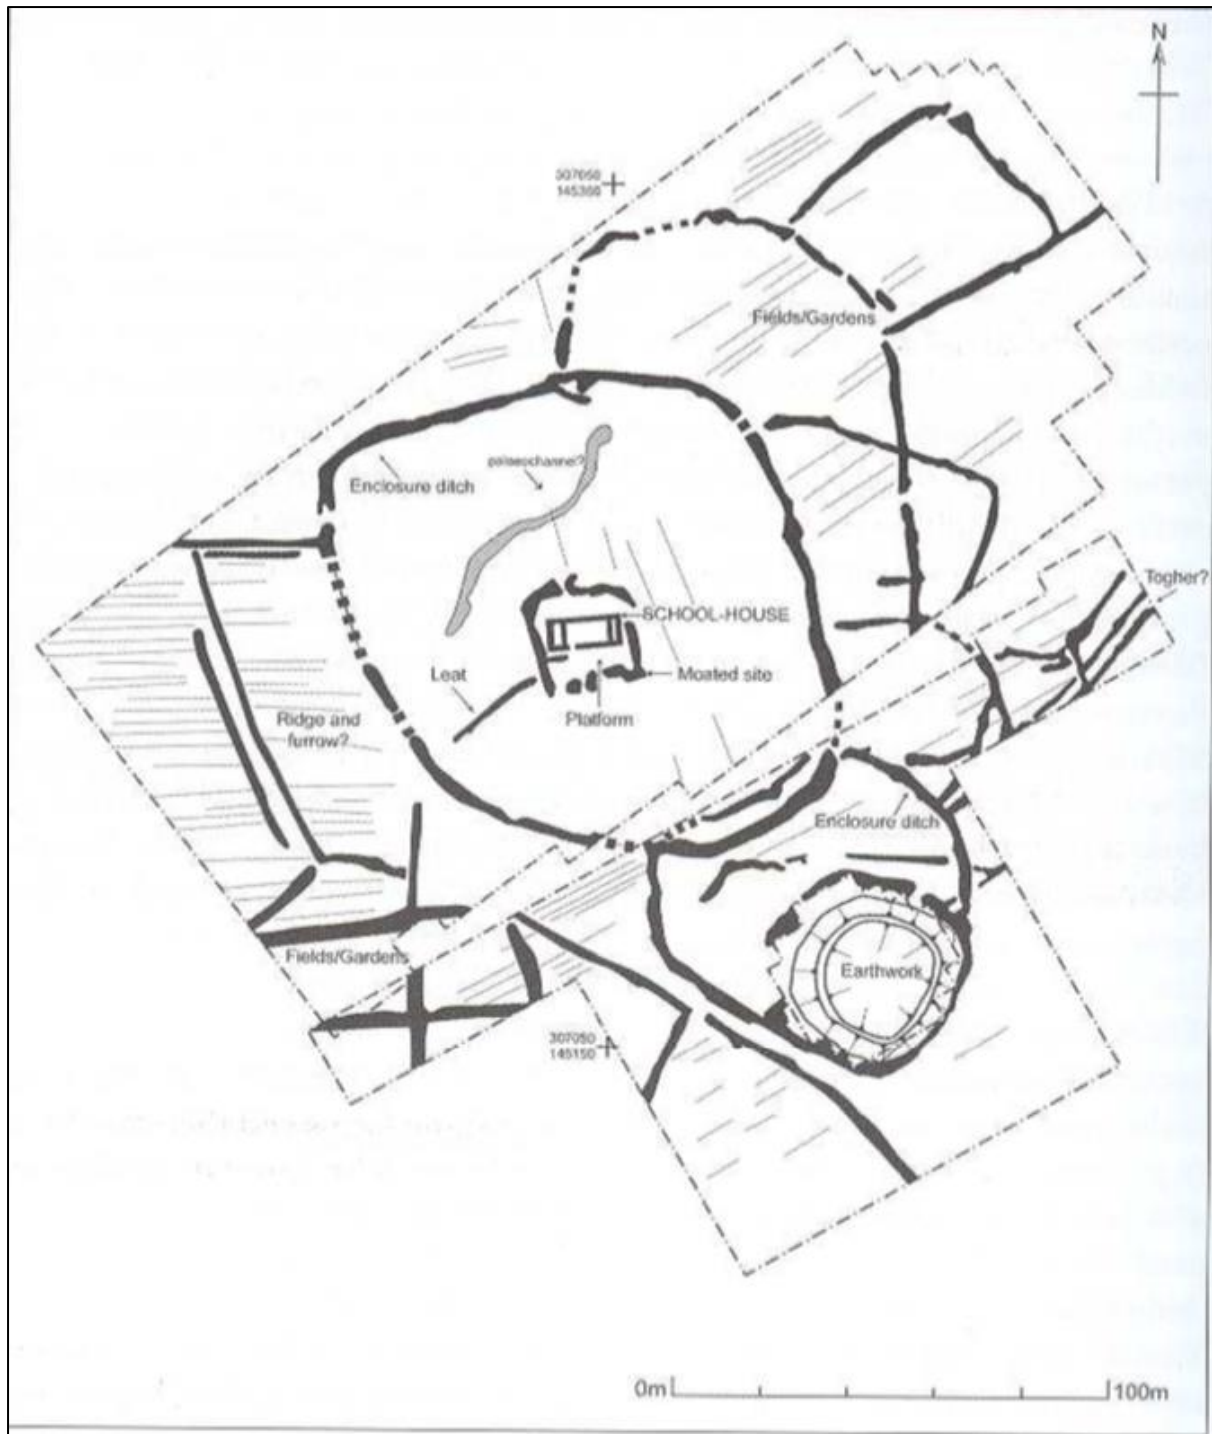 N
307050
145350
Fields/Gardens
palaeochannel?
Enclosure ditch
Togher?
SCHOOL-HOUSE
Leat
Moated site
Platform
Ridge and
furrow?
Enclosure ditch
Fields/Gardens
Earthwork
307050
145150
0m
100m